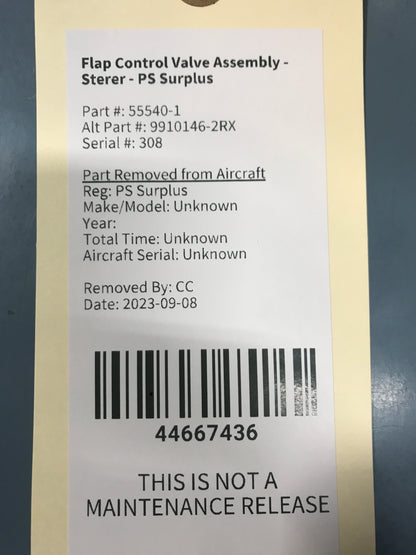 Flap Control Valve Assembly -
Sterer - PS Surplus
Part #: 55540-1
Alt Part #: 9910146-2RX
Serial #: 308
Part Removed from Aircraft
Reg: PS Surplus
Make/Model: Unknown
Year:
Total Time: Unknown
Aircraft Serial: Unknown
Removed By: CC
Date: 2023-09-08
44667436
THIS IS NOT A
MAINTENANCE RELEASE